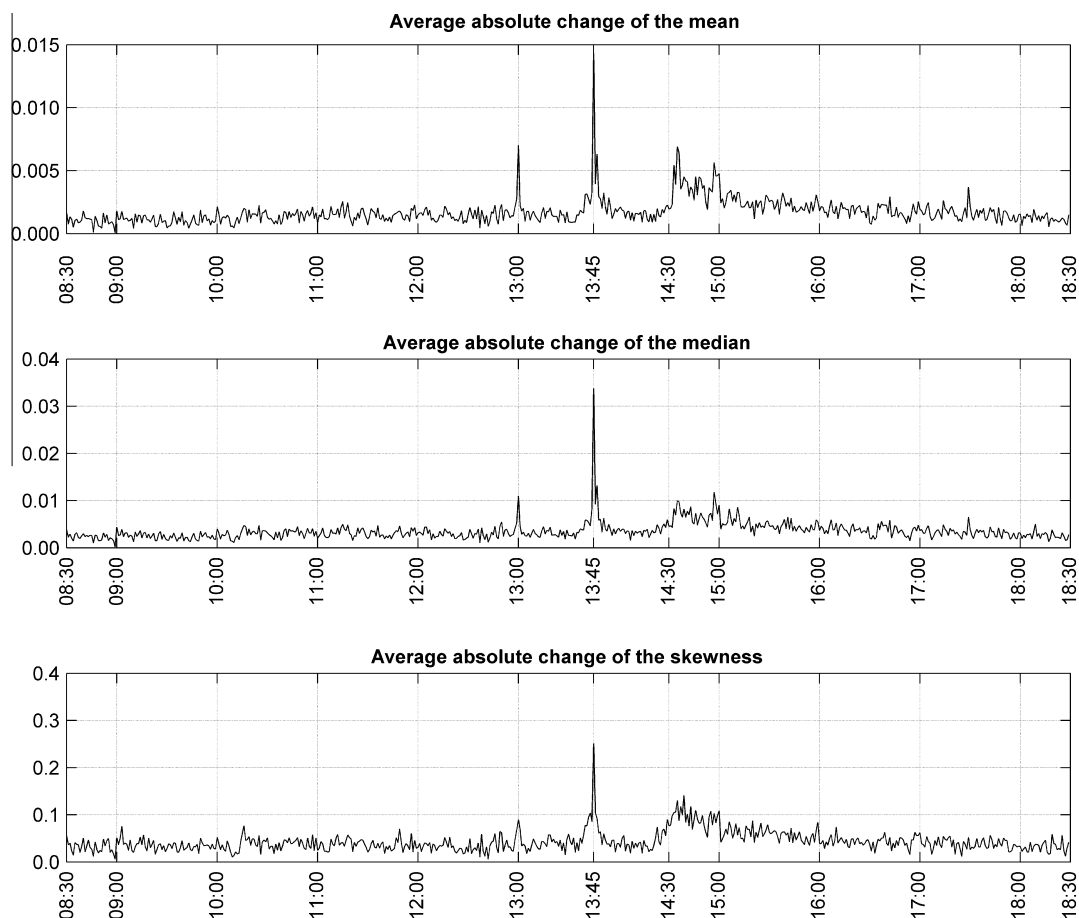 Average absolute change of the mean
0.015
0.010
0.005
0.000
08:30 09:00 10:00 11:00 12:00 13:00 13:45 14:30 15:00 16:00 17:00 18:00 18:30
Average absolute change of the median
0.04
0.03
0.02
0.01
0.00
08:30 09:00 10:00 11:00 12:00 13:00 13:45 14:30 15:00 16:00 17:00 18:00 18:30
Average absolute change of the skewness
0.4
0.3
0.2
0.1
0.0
08:30 09:00 10:00 11:00 12:00 13:00 13:45 14:30 15:00 16:00 17:00 18:00 18:30